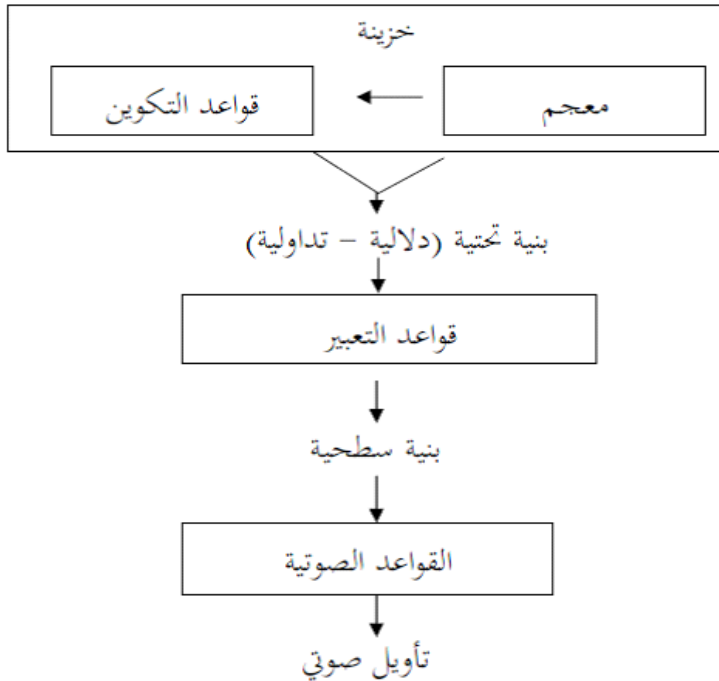 خزينة
معجم
قواعد التكوين
بنية تحتية (دلالية – تداولية)
قواعد التعبير
بنية سطحية
القواعد الصوتية
تأويل صوتي